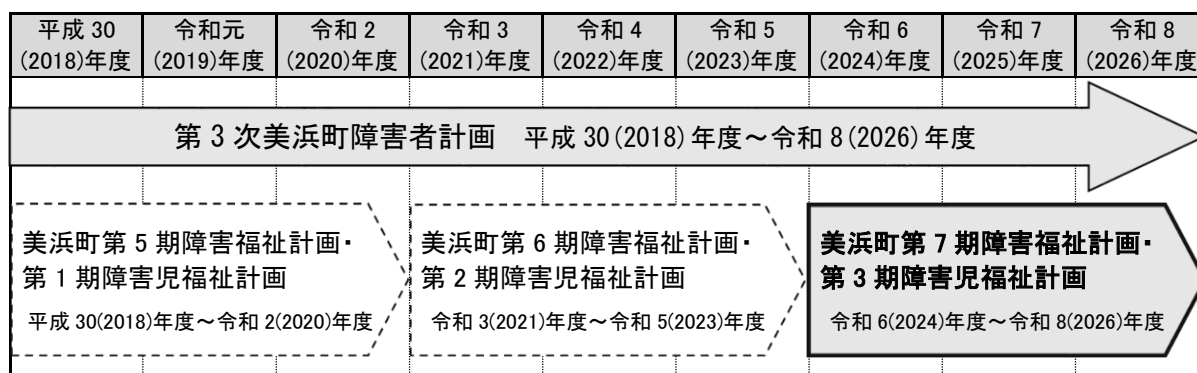 平成 30 令和元 令和 2 令和 3 令和 4 令和 5 令和 6 令和 7 令和 8
(2018)年度 (2019)年度 (2020)年度 (2021)年度 (2022)年度 (2023)年度 (2024)年度 (2025)年度 (2026)年度
第 3 次美浜町障害者計画 平成 30(2018)年度～令和 8(2026)年度
美浜町第 5 期障害福祉計画・
第 1 期障害児福祉計画
平成 30(2018)年度～令和 2(2020)年度
美浜町第 6 期障害福祉計画・
第 2 期障害児福祉計画
令和 3(2021)年度～令和 5(2023)年度
美浜町第 7 期障害福祉計画・
第 3 期障害児福祉計画
令和 6(2024)年度～令和 8(2026)年度